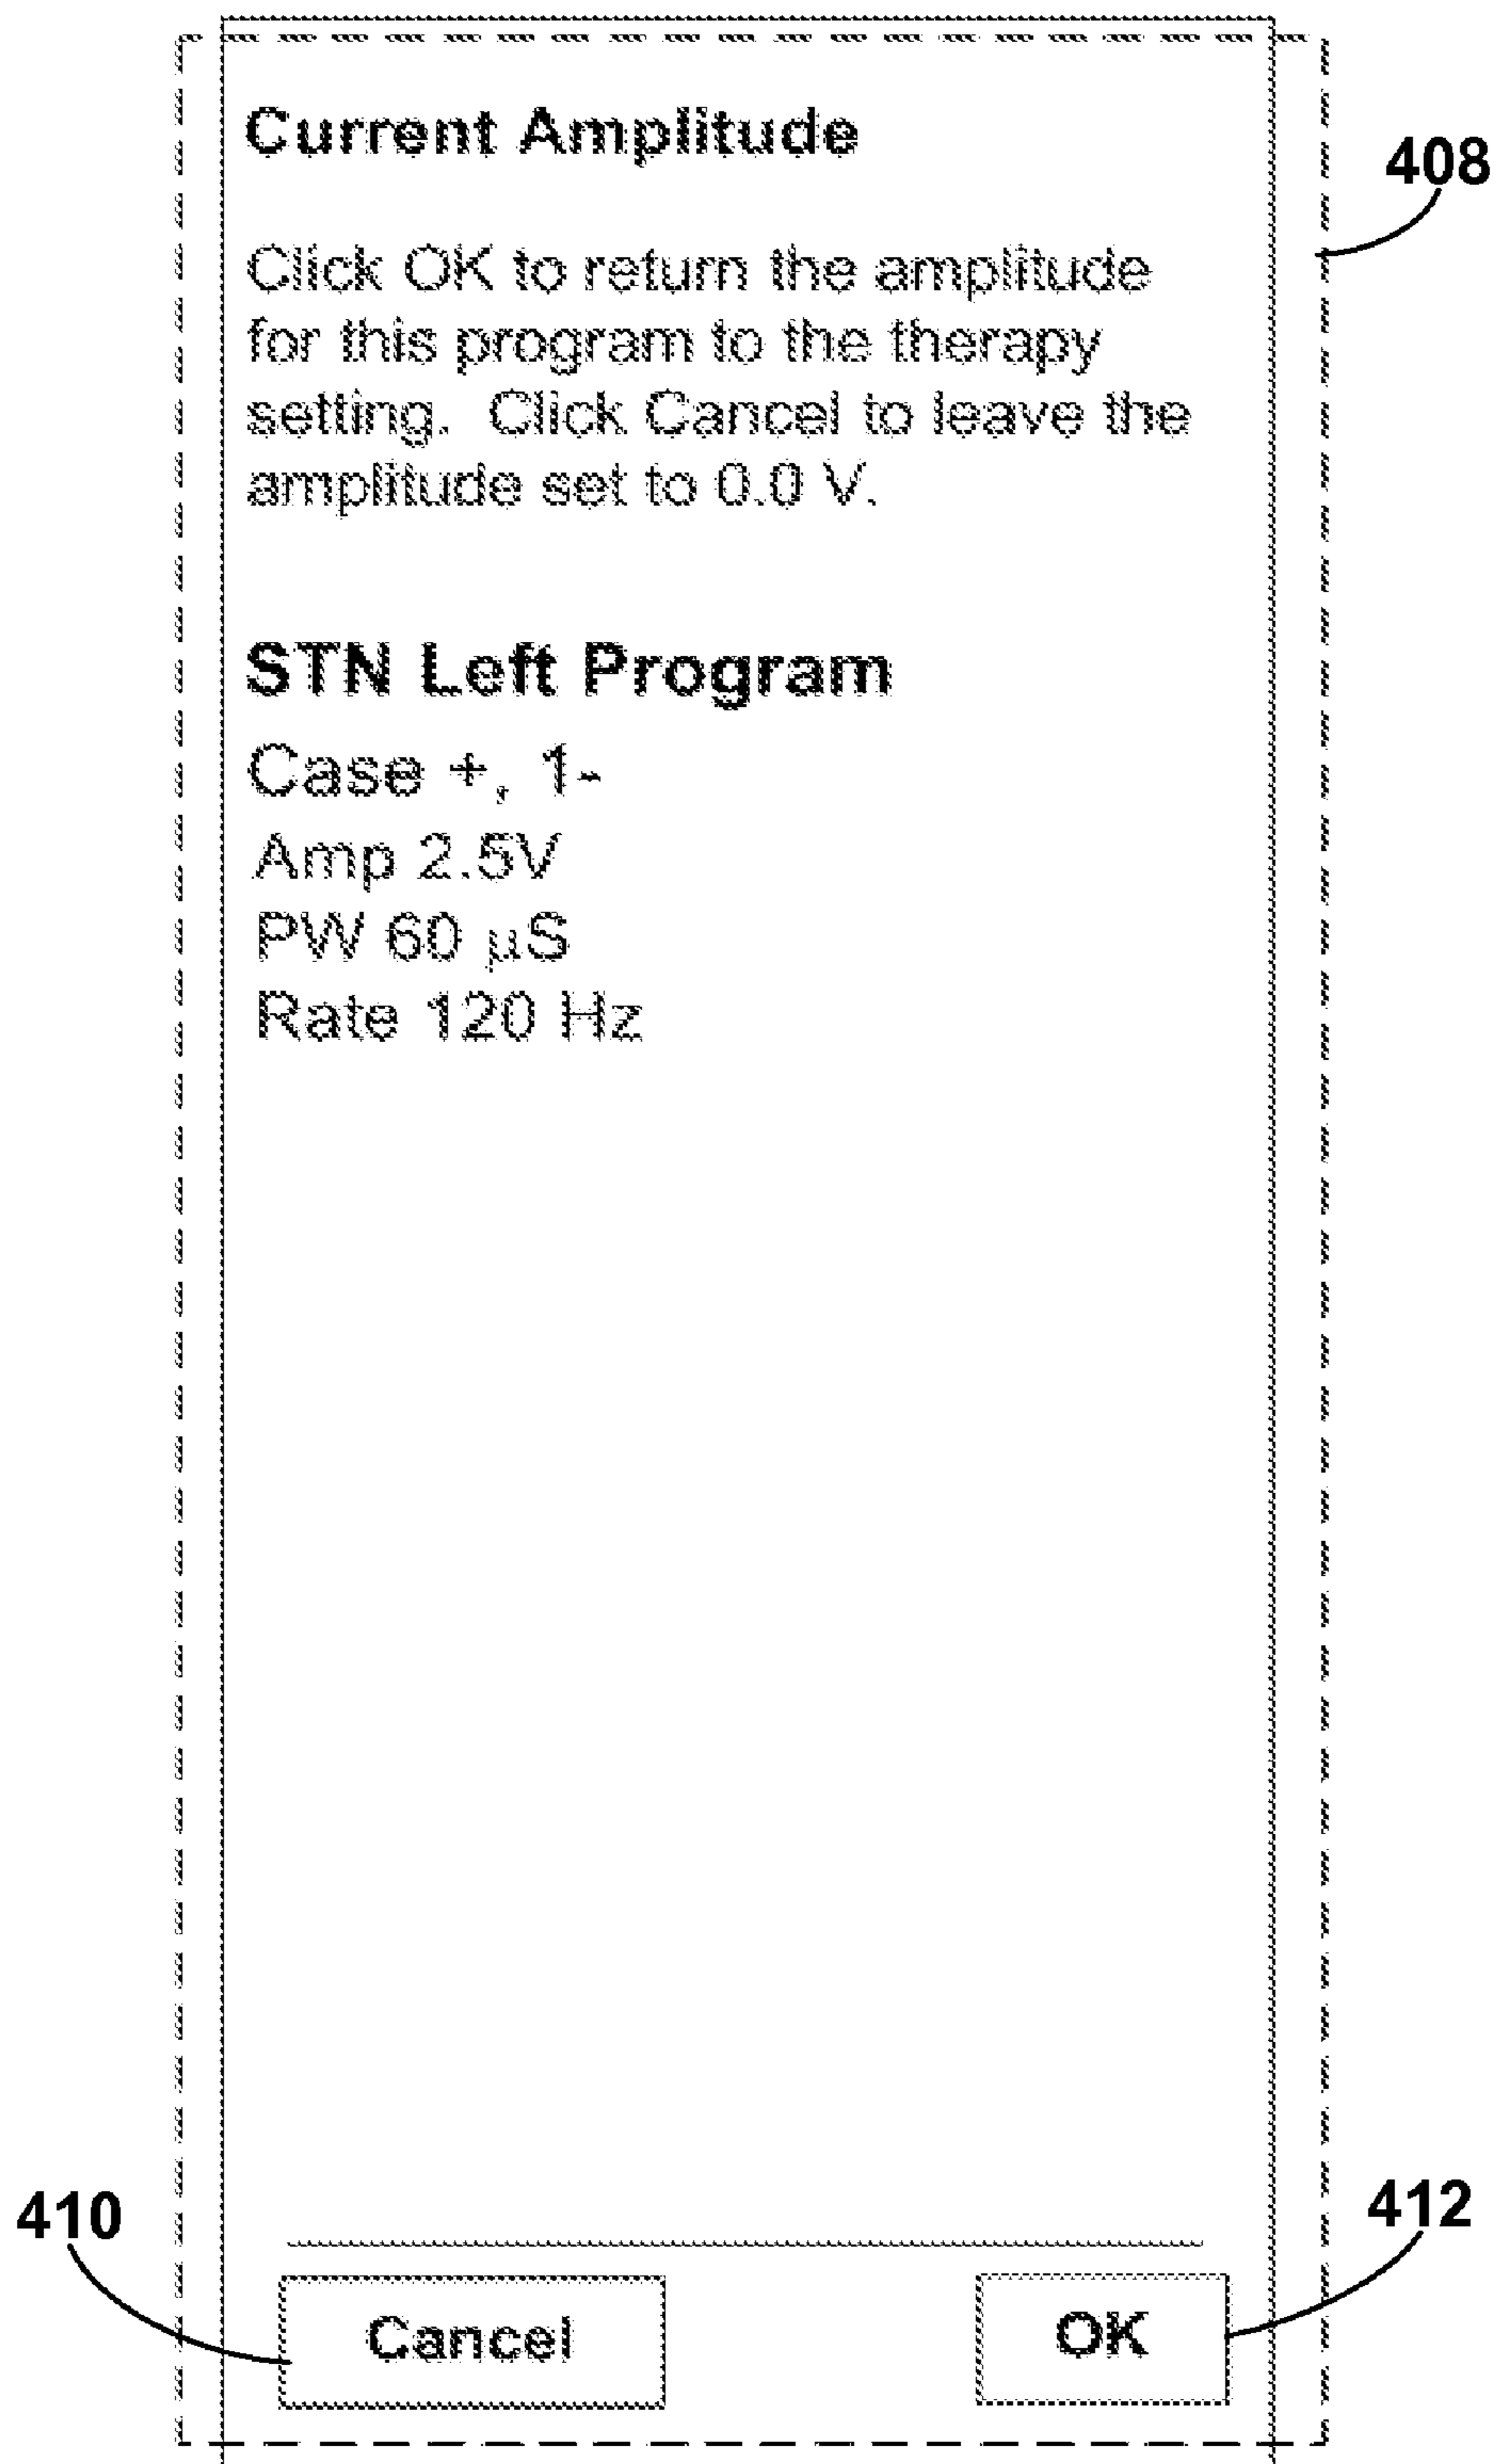 Current Amplitude
408
Click OK to return the amplitude
for this program to the therapy
setting.  Click Cancel to leave the
amplitude set to 0.0 V.
STN Left Program
Case +, 1-
Amp 2.5V
PW 60 µS
Rate 120 Hz
410
412
Cancel
OK